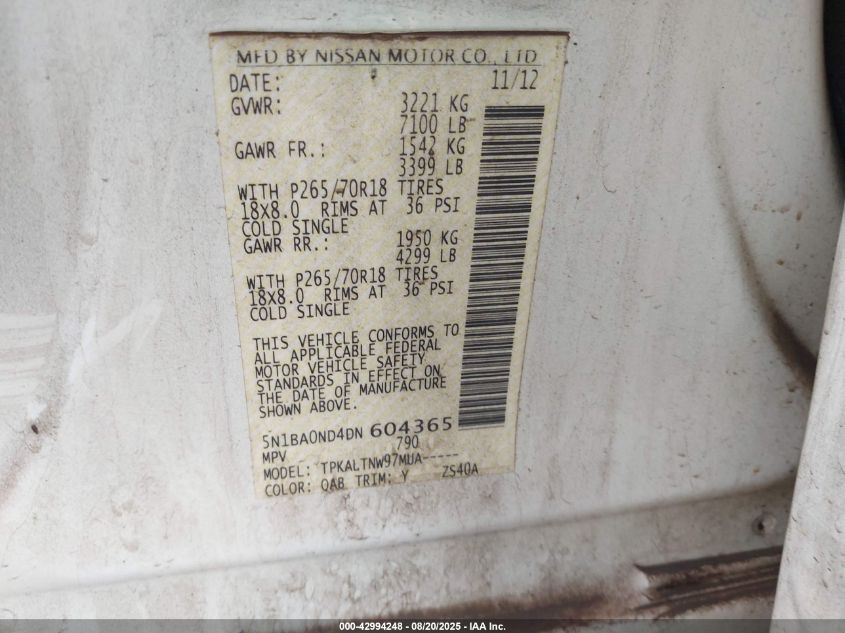 MFD BY NISSAN MOTOR CO., LTD
DATE: 11/12
GVWR: 3221 KG
7100 LB
GAWR FR.: 1542 KG
3399 LB
WITH P265/70R18 TIRES
18X8.0 RIMS AT 36 PSI
COLD SINGLE
GAWR RR.: 1950 KG
4299 LB
WITH P265/70R18 TIRES
18X8.0 RIMS AT 36 PSI
COLD SINGLE
THIS VEHICLE CONFORMS TO
ALL APPLICABLE FEDERAL
MOTOR VEHICLE SAFETY
STANDARDS IN EFFECT ON
THE DATE OF MANUFACTURE
SHOWN ABOVE.
5N1BA0ND4DN 604365
MPV 790
MODEL: TPKALTNW97MUA-----
COLOR: QAB TRIM: Y ZS40A
000-42994248 - 08/20/2025 - IAA Inc.